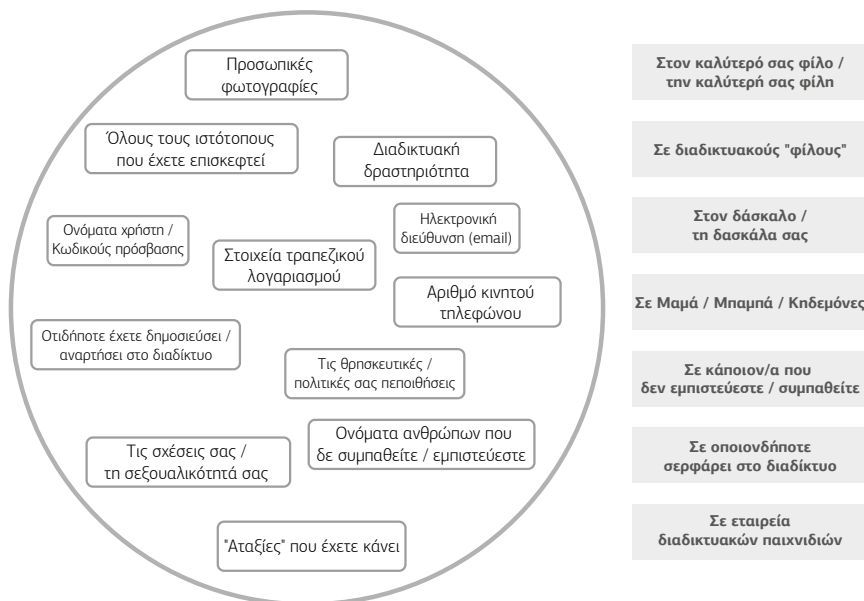 Προσωπικές
φωτογραφίες
Όλους τους ιστότοπους
που έχετε επισκεφτεί
Διαδικτυακή
δραστηριότητα
Ονόματα χρήστη /
Κωδικούς πρόσβασης
Ηλεκτρονική
διεύθυνση (email)
Στοιχεία τραπεζικού
λογαριασμού
Αριθμό κινητού
τηλεφώνου
Οτιδήποτε έχετε δημοσιεύσει /
αναρτήσει στο διαδίκτυο
Τις θρησκευτικές /
πολιτικές σας πεποιθήσεις
Ονόματα ανθρώπων που
δε συμπαθείτε / εμπιστεύεστε
Τις σχέσεις σας /
τη σεξουαλικότητά σας
"Αταξίες" που έχετε κάνει
Στον καλύτερό σας φίλο /
την καλύτερή σας φίλη
Σε διαδικτυακούς "φίλους"
Στον δάσκαλο /
τη δασκάλα σας
Σε Μαμά / Μπαμπά / Κηδεμόνες
Σε κάποιον/α που
δεν εμπιστεύεστε / συμπαθείτε
Σε οποιονδήποτε
σερφάρει στο διαδίκτυο
Σε εταιρεία
διαδικτυακών παιχνιδιών